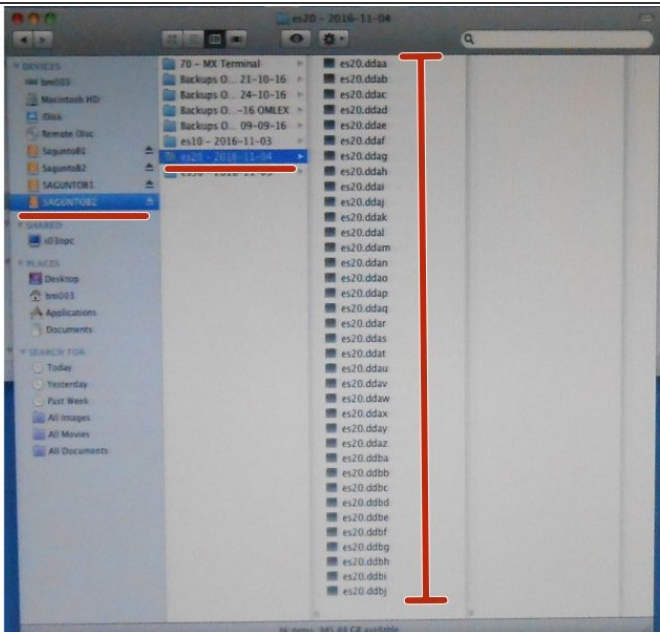 es20 - 2016-11-04
DEVICES
bm003
Macintosh HD
iDisk
Remote Disc
Sagunto81
Sagunto82
SAGUNTOB1
SAGUNTOB2
SHARED
s03opc
PLACES
Desktop
bm003
Applications
Documents
SEARCH FOR
Today
Yesterday
Past Week
All Images
All Movies
All Documents
70 - MX Terminal
Backups O... 21-10-16
Backups O... 24-10-16
Backups O... -16 OMLEX
Backups O... 09-09-16
es10 - 2016-11-03
es20 - 2016-11-04
es20.ddaa
es20.ddab
es20.ddac
es20.ddad
es20.ddae
es20.ddaf
es20.ddag
es20.ddah
es20.ddai
es20.ddaj
es20.ddak
es20.ddal
es20.ddam
es20.ddan
es20.ddao
es20.ddap
es20.ddaq
es20.ddar
es20.ddas
es20.ddat
es20.ddau
es20.ddav
es20.ddaw
es20.ddax
es20.dday
es20.ddaz
es20.ddba
es20.ddbb
es20.ddbc
es20.ddbd
es20.ddbe
es20.ddbf
es20.ddbg
es20.ddbh
es20.ddbi
es20.ddbj